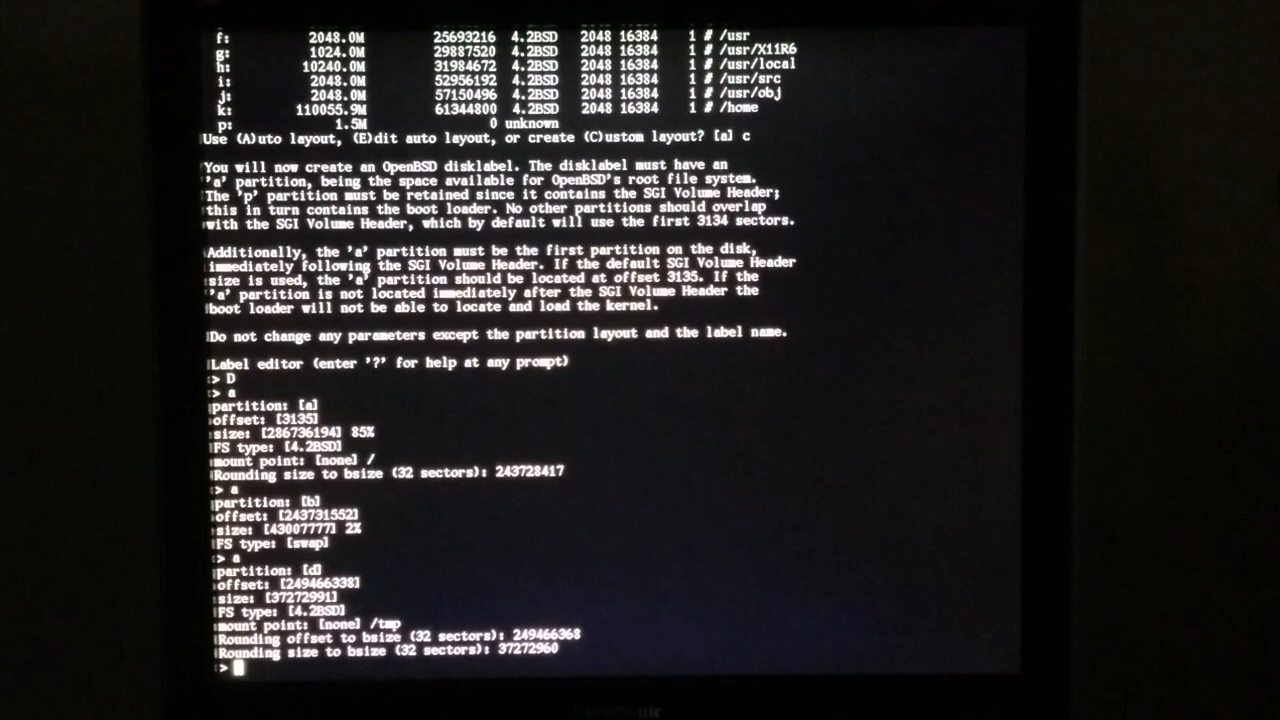 f: 2048.0M 25693216 4.2BSD 2048 16384 1 # /usr
g: 1024.0M 29887520 4.2BSD 2048 16384 1 # /usr/X11R6
h: 10240.0M 31984672 4.2BSD 2048 16384 1 # /usr/local
i: 2048.0M 52956192 4.2BSD 2048 16384 1 # /usr/src
j: 2048.0M 57150496 4.2BSD 2048 16384 1 # /usr/obj
k: 110055.9M 61344800 4.2BSD 2048 16384 1 # /home
p: 1.5M 0 unknown
Use (A)uto layout, (E)dit auto layout, or create (C)ustom layout? [a] c
You will now create an OpenBSD disklabel. The disklabel must have an
'a' partition, being the space available for OpenBSD's root file system.
The 'p' partition must be retained since it contains the SGI Volume Header;
this in turn contains the boot loader. No other partitions should overlap
with the SGI Volume Header, which by default will use the first 3134 sectors.
Additionally, the 'a' partition must be the first partition on the disk,
immediately following the SGI Volume Header. If the default SGI Volume Header
size is used, the 'a' partition should be located at offset 3135. If the
'a' partition is not located immediately after the SGI Volume Header the
boot loader will not be able to locate and load the kernel.
Do not change any parameters except the partition layout and the label name.
Label editor (enter '?' for help at any prompt)
> D
> a
partition: [a]
offset: [3135]
size: [286736194] 85%
FS type: [4.2BSD]
mount point: [none] /
Rounding size to bsize (32 sectors): 243728417
> a
partition: [b]
offset: [243731552]
size: [43007777] 2%
FS type: [swap]
> a
partition: [d]
offset: [249466338]
size: [37272991]
FS type: [4.2BSD]
mount point: [none] /tmp
Rounding offset to bsize (32 sectors): 249466368
Rounding size to bsize (32 sectors): 37272960
>